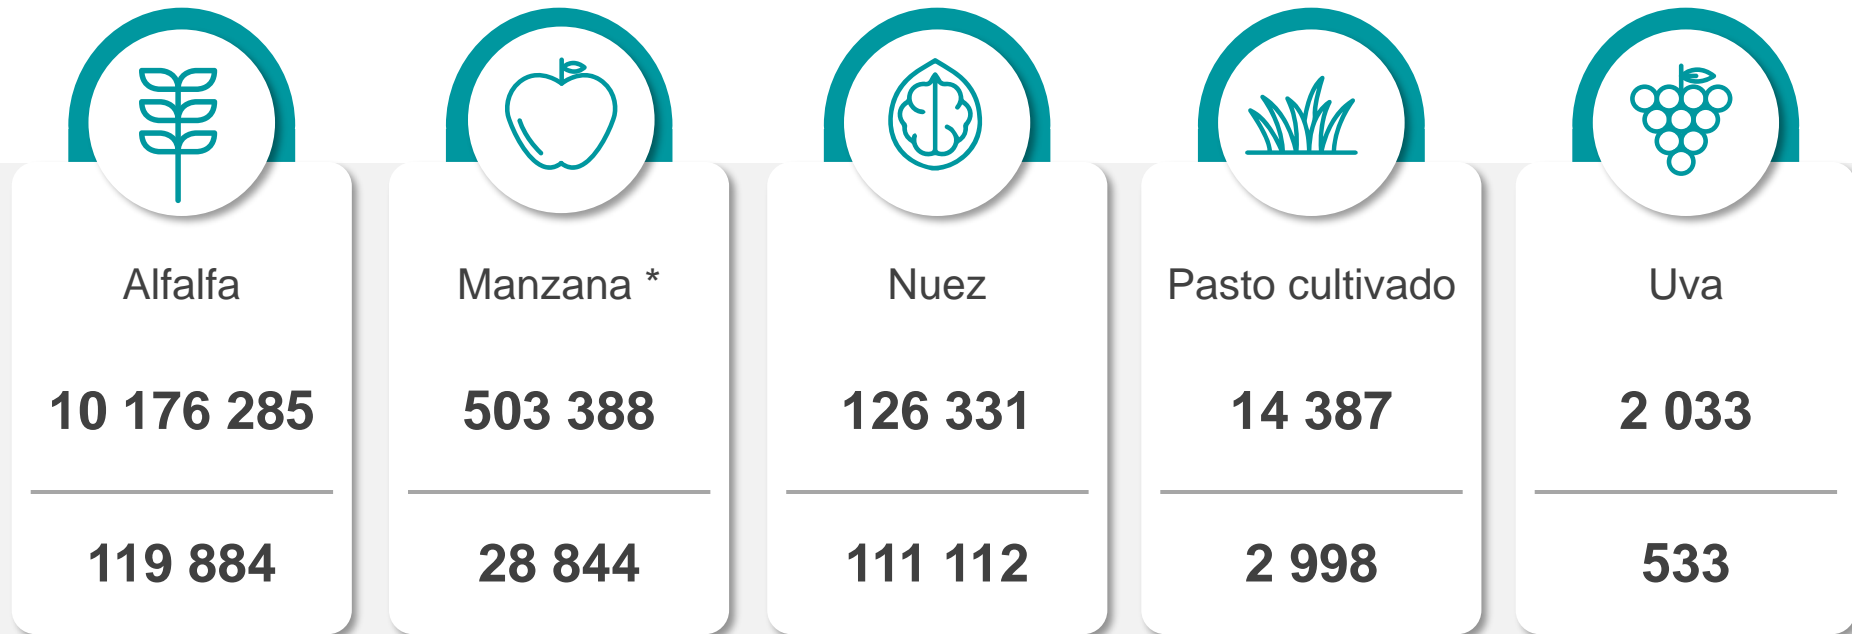 Alfalfa
10 176 285
119 884
Manzana *
503 388
28 844
Nuez
126 331
111 112
Pasto cultivado
14 387
2 998
Uva
2 033
533